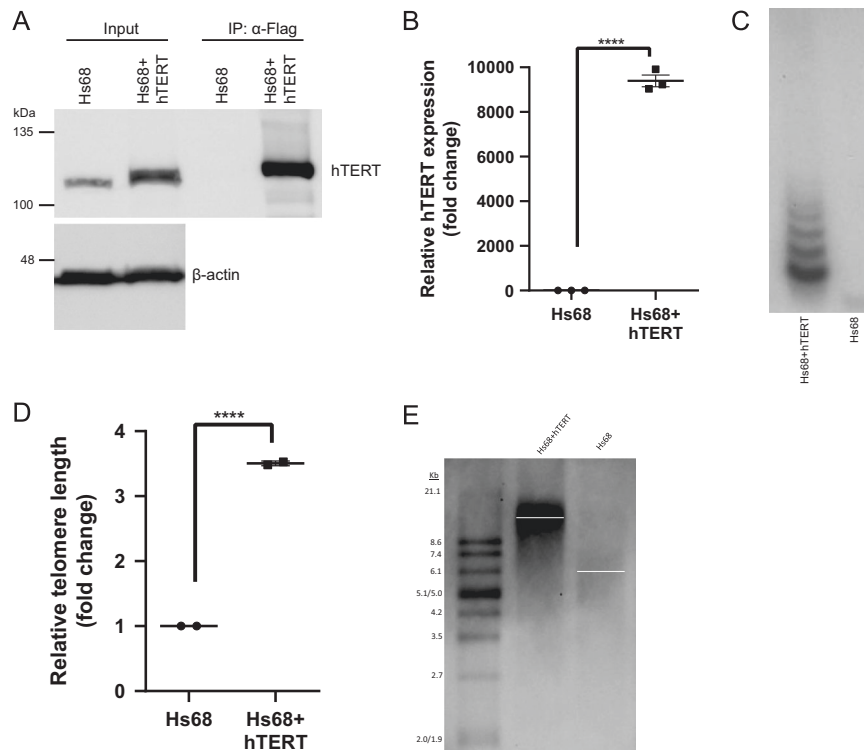 A
Input
IP: α-Flag
Hs68
Hs68+
hTERT
Hs68
Hs68+
hTERT
kDa
135
100
hTERT
48
β-actin
B
****
Relative hTERT expression
(fold change)
10000
8000
6000
4000
2000
0
Hs68
Hs68+
hTERT
C
Hs68+hTERT
Hs68
D
****
Relative telomere length
(fold change)
4
3
2
1
0
Hs68
Hs68+
hTERT
E
Hs68+hTERT
Hs68
Kb
21.1
8.6
7.4
6.1
5.1/5.0
4.2
3.5
2.7
2.0/1.9